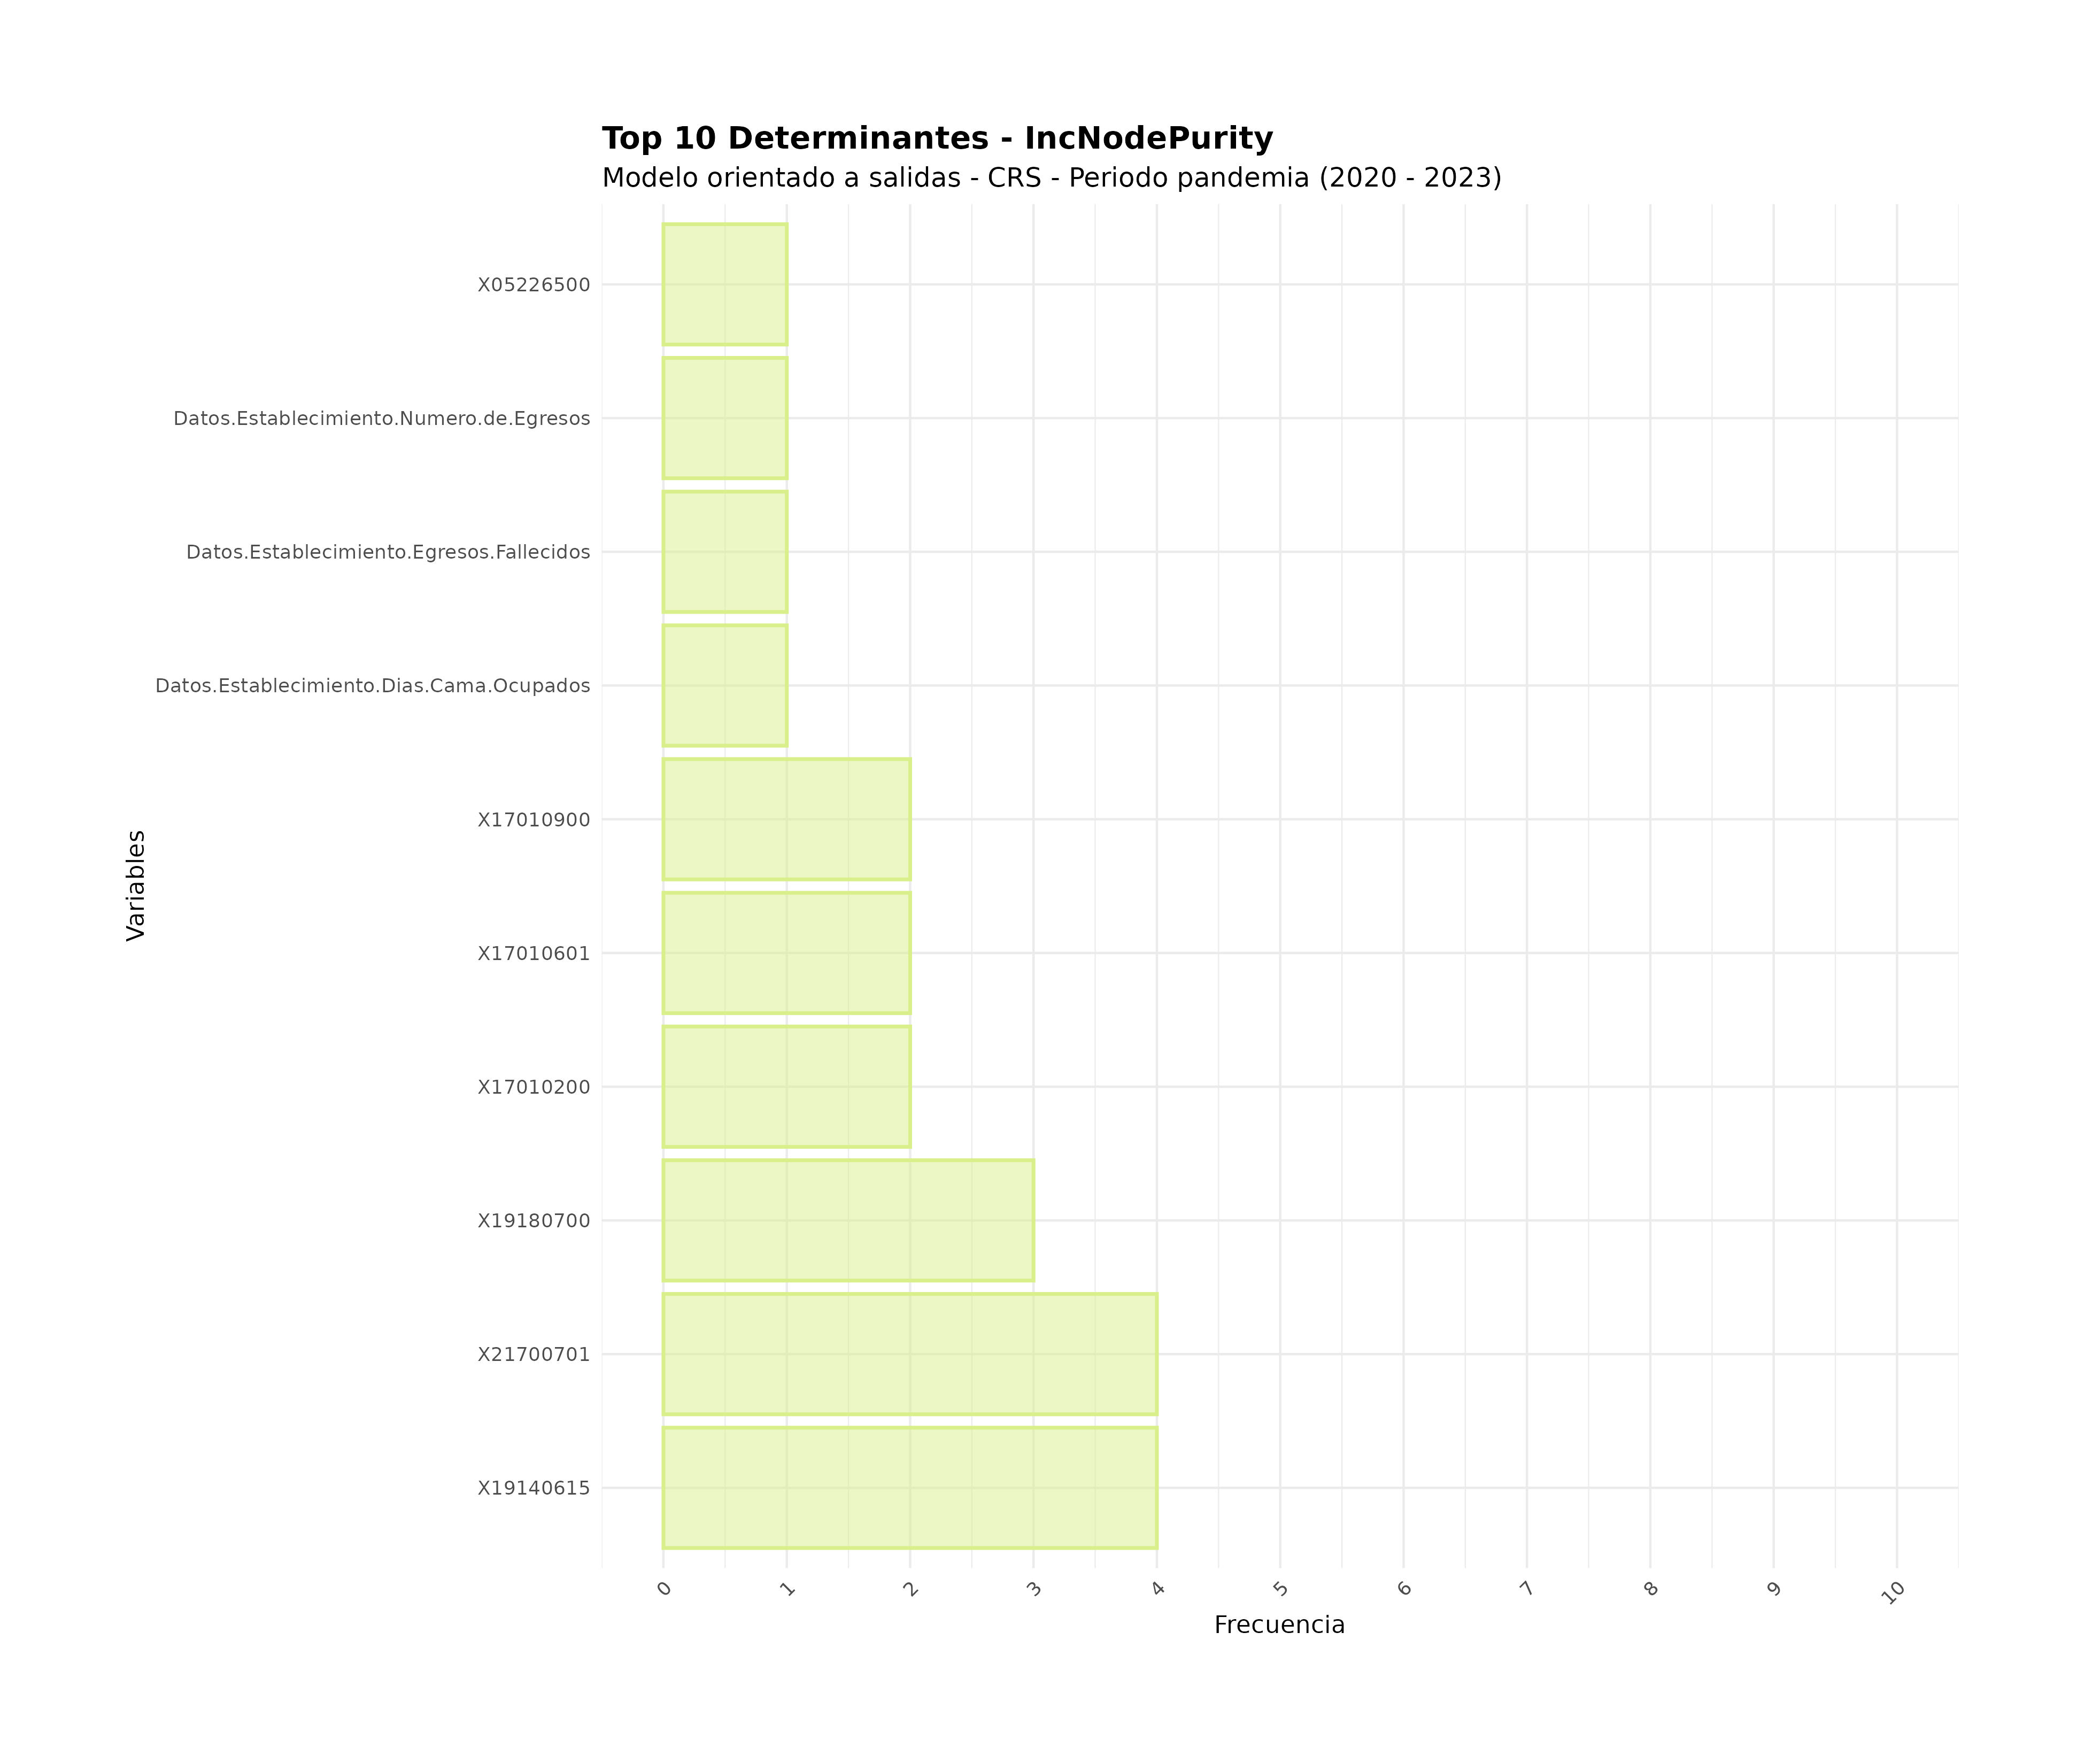 Top 10 Determinantes - IncNodePurity
Modelo orientado a salidas - CRS - Periodo pandemia (2020 - 2023)
X05226500
Datos.Establecimiento.Numero.de.Egresos
Datos.Establecimiento.Egresos.Fallecidos
Datos.Establecimiento.Dias.Cama.Ocupados
X17010900
X17010601
X17010200
X19180700
X21700701
X19140615
Variables
0 1 2 3 4 5 6 7 8 9 10
Frecuencia